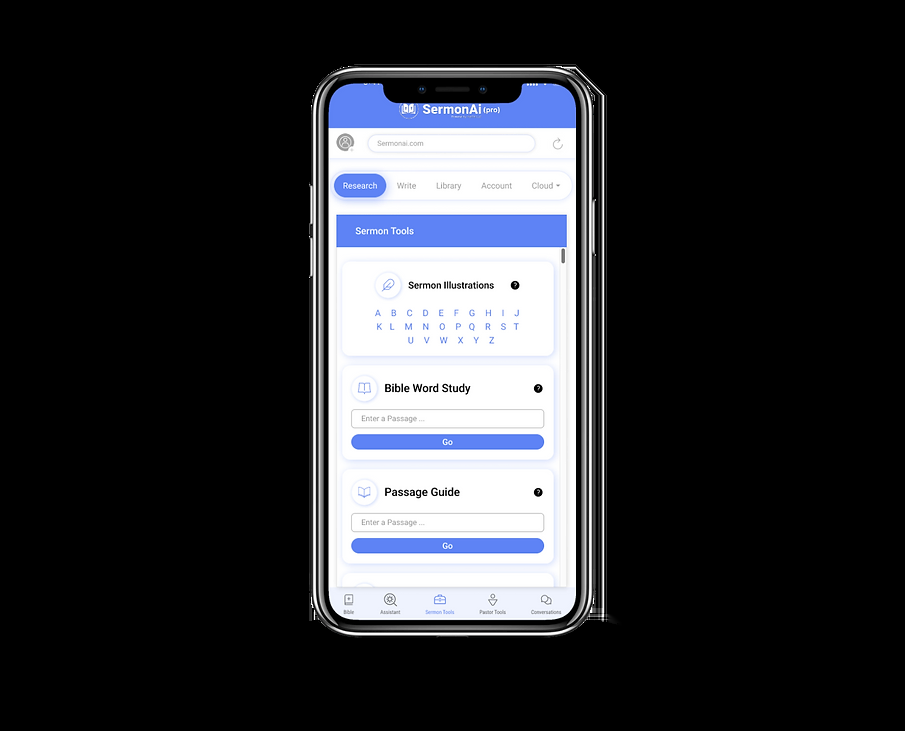 SermonAi (pro)
Sermonai.com
Research Write Library Account Cloud
Sermon Tools
Sermon Illustrations ?
A B C D E F G H I J
K L M N O P Q R S T
U V W X Y Z
Bible Word Study ?
Enter a Passage ...
Go
Passage Guide ?
Enter a Passage ...
Go
Bible Assistant Sermon Tools Pastor Tools Conversations